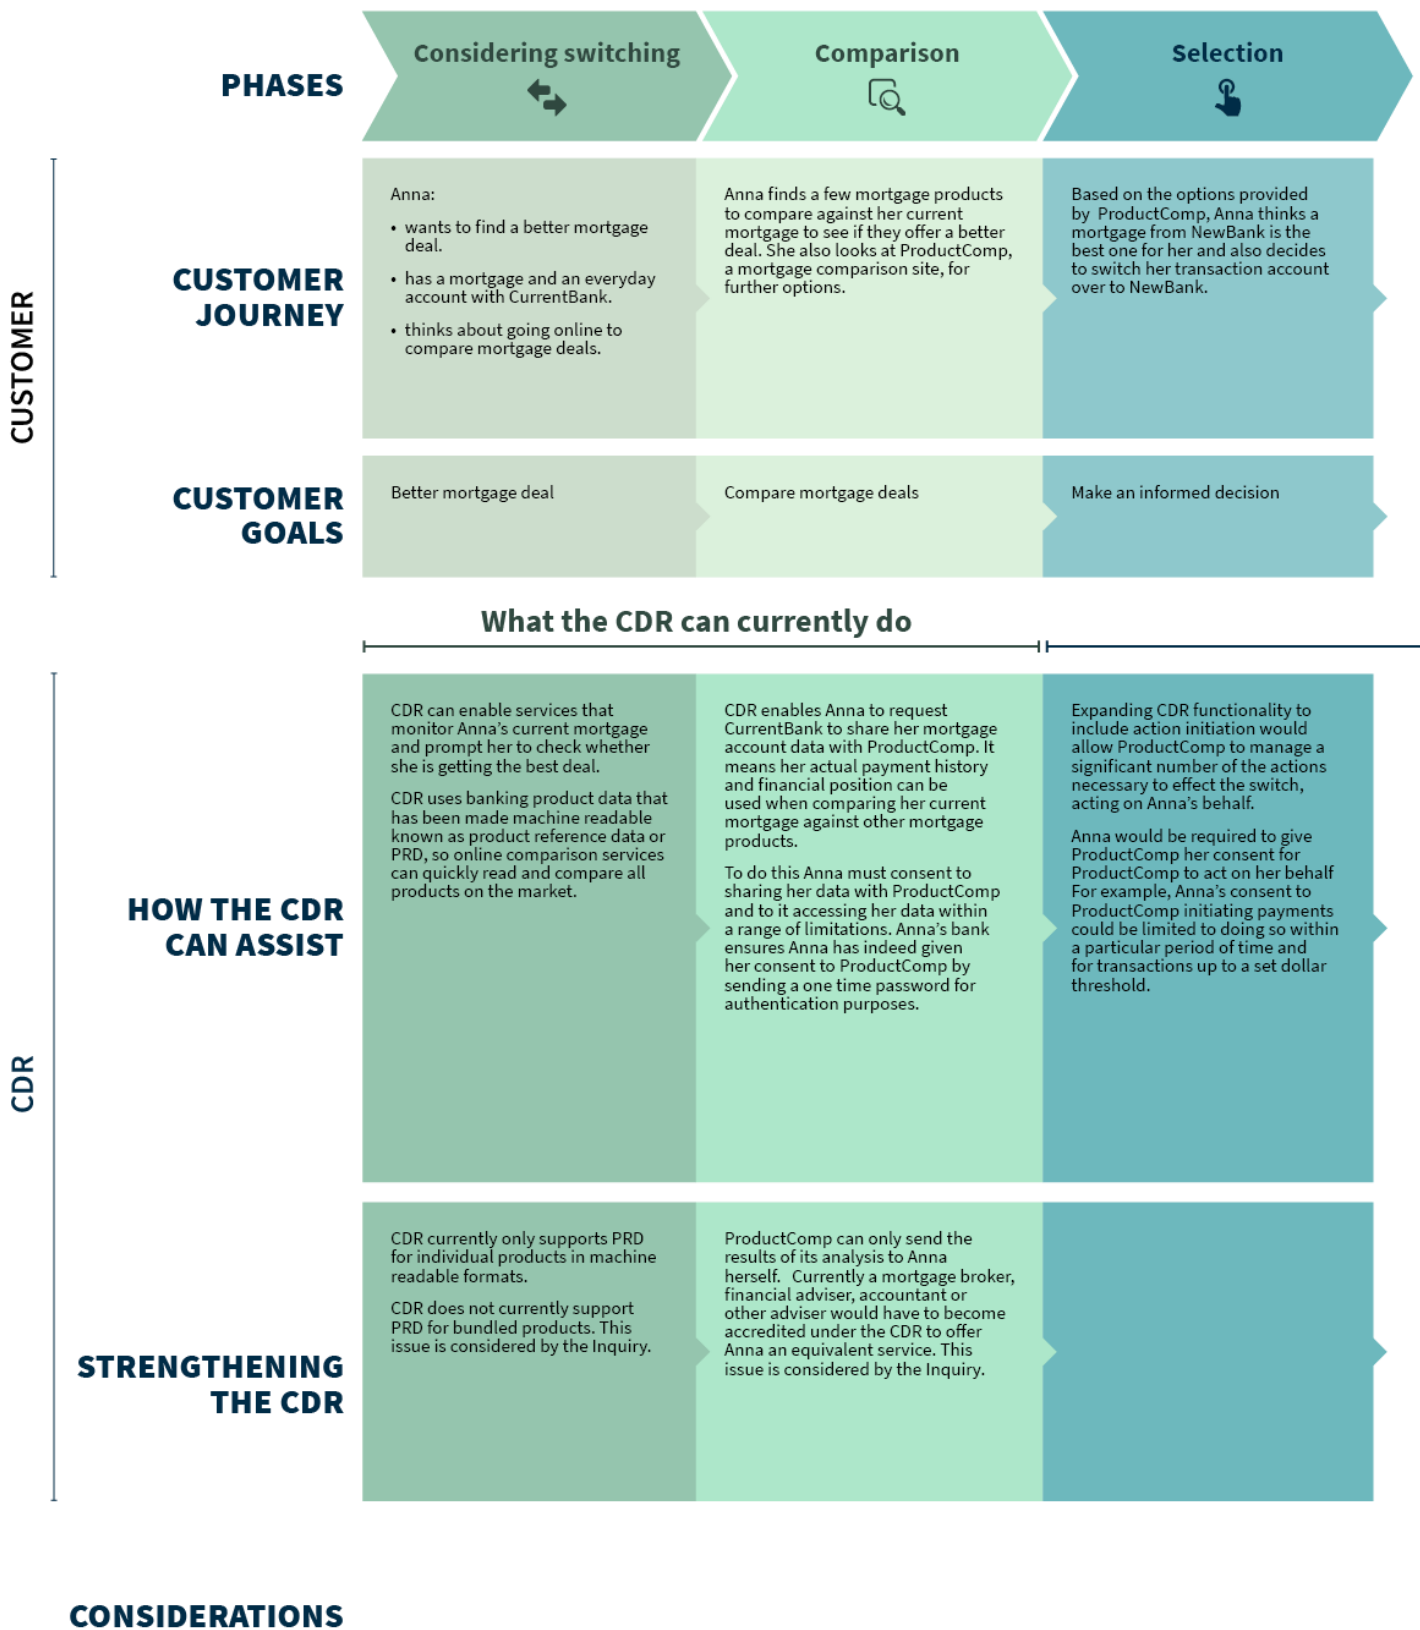 PHASES
Considering switching
Comparison
Selection
CUSTOMER
CUSTOMER
JOURNEY
Anna:
• wants to find a better mortgage
deal.
• has a mortgage and an everyday
account with CurrentBank.
• thinks about going online to
compare mortgage deals.
Anna finds a few mortgage products
to compare against her current
mortgage to see if they offer a better
deal. She also looks at ProductComp,
a mortgage comparison site, for
further options.
Based on the options provided
by ProductComp, Anna thinks a
mortgage from NewBank is the
best one for her and also decides
to switch her transaction account
over to NewBank.
CUSTOMER
GOALS
Better mortgage deal
Compare mortgage deals
Make an informed decision
What the CDR can currently do
CDR
HOW THE CDR
CAN ASSIST
CDR can enable services that
monitor Anna's current mortgage
and prompt her to check whether
she is getting the best deal.
CDR uses banking product data that
has been made machine readable
known as product reference data or
PRD, so online comparison services
can quickly read and compare all
products on the market.
CDR enables Anna to request
CurrentBank to share her mortgage
account data with ProductComp. It
means her actual payment history
and financial position can be
used when comparing her current
mortgage against other mortgage
products.
To do this Anna must consent to
sharing her data with ProductComp
and to it accessing her data within
a range of limitations. Anna's bank
ensures Anna has indeed given
her consent to ProductComp by
sending a one time password for
authentication purposes.
Expanding CDR functionality to
include action initiation would
allow ProductComp to manage a
significant number of the actions
necessary to effect the switch,
acting on Anna's behalf.
Anna would be required to give
ProductComp her consent for
ProductComp to act on her behalf
For example, Anna's consent to
ProductComp initiating payments
could be limited to doing so within
a particular period of time and
for transactions up to a set dollar
threshold.
STRENGTHENING
THE CDR
CDR currently only supports PRD
for individual products in machine
readable formats.
CDR does not currently support
PRD for bundled products. This
issue is considered by the Inquiry.
ProductComp can only send the
results of its analysis to Anna
herself. Currently a mortgage broker,
financial adviser, accountant or
other adviser would have to become
accredited under the CDR to offer
Anna an equivalent service. This
issue is considered by the Inquiry.
CONSIDERATIONS